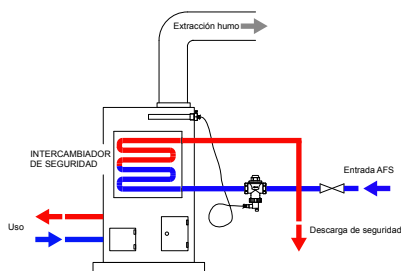 Extracción humo
INTERCAMBIADOR
DE SEGURIDAD
Entrada AFS
Uso
Descarga de seguridad